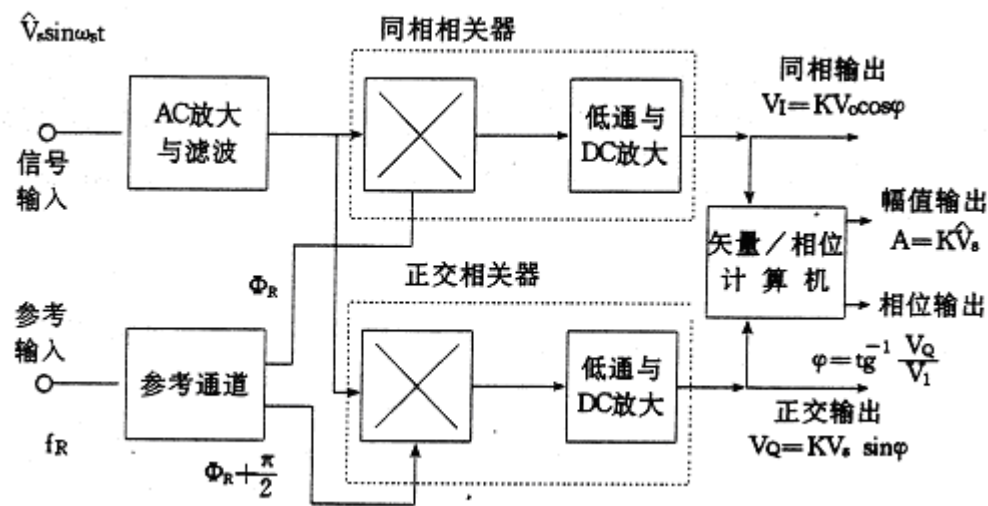 V̂ₛsinωₛt
同相相关器
同相输出
V_I=KV₀cosφ
AC放大
与滤波
低通与
DC放大
信号
输入
幅值输出
A=KV̂ₛ
矢量/相位
计算机
正交相关器
Φ_R
相位输出
参考
输入
φ=tg⁻¹ V_Q/V_1
参考通道
低通与
DC放大
正交输出
f_R
V_Q=KVₛ sinφ
Φ_R+π/2